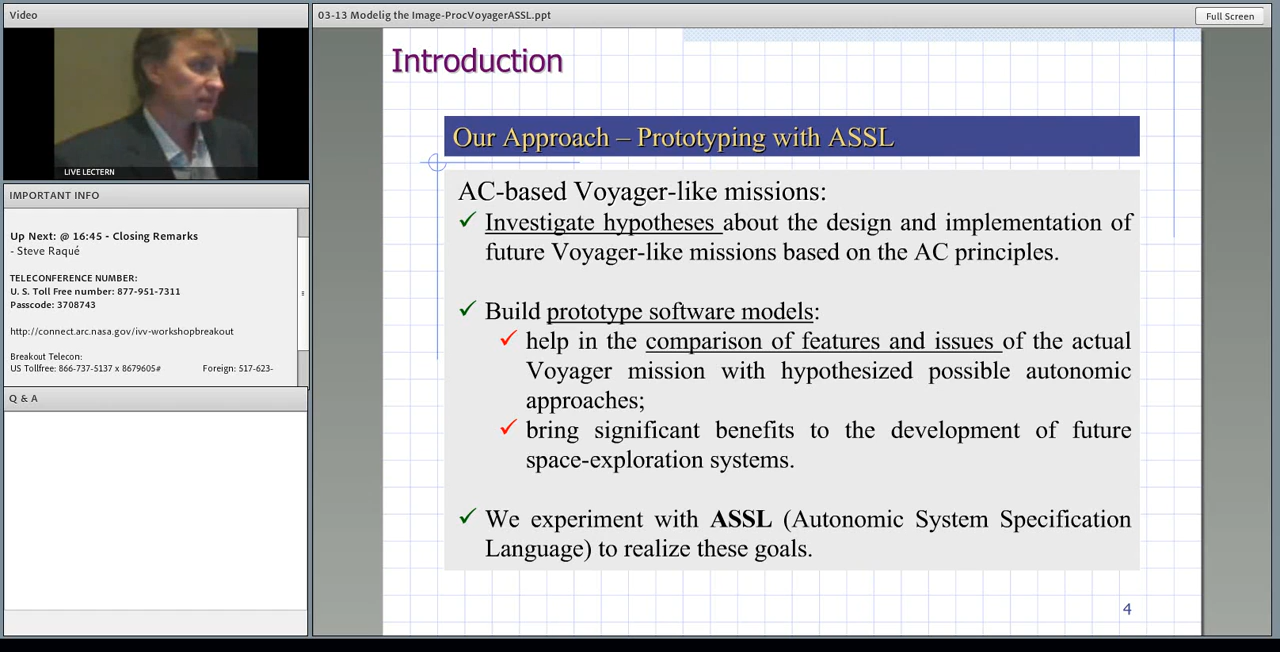 Video
LIVE LECTERN
IMPORTANT INFO
Up Next: @ 16:45 - Closing Remarks
- Steve Raqué
TELECONFERENCE NUMBER:
U. S. Toll Free number: 877-951-7311
Passcode: 3708743
http://connect.arc.nasa.gov/ivv-workshopbreakout
Breakout Telecon:
US Tollfree: 866-737-5137 x 8679605# Foreign: 517-623-
Q & A
03-13 Modelig the Image-ProcVoyagerASSL.ppt
Full Screen
Introduction
Our Approach – Prototyping with ASSL
AC-based Voyager-like missions:
✓ Investigate hypotheses about the design and implementation of
future Voyager-like missions based on the AC principles.
✓ Build prototype software models:
✓ help in the comparison of features and issues of the actual
Voyager mission with hypothesized possible autonomic
approaches;
✓ bring significant benefits to the development of future
space-exploration systems.
✓ We experiment with ASSL (Autonomic System Specification
Language) to realize these goals.
4